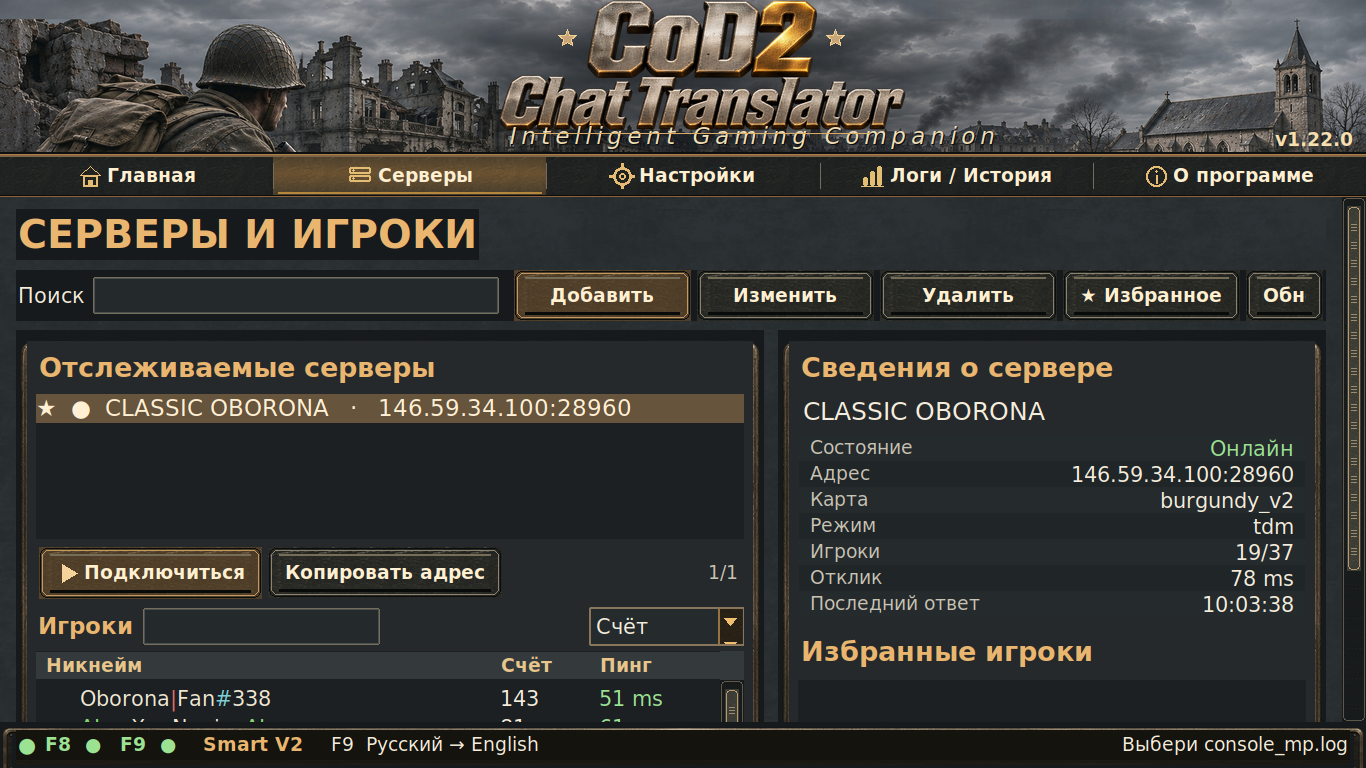 CoD2
Chat Translator
Intelligent Gaming Companion
v1.22.0
Главная Серверы Настройки Логи / История О программе
СЕРВЕРЫ И ИГРОКИ
Поиск Добавить Изменить Удалить ★ Избранное Обн
Отслеживаемые серверы
★ ● CLASSIC OBORONA · 146.59.34.100:28960
Подключиться Копировать адрес 1/1
Игроки Счёт
Никнейм Счёт Пинг
Oborona|Fan#338 143 51 ms
Сведения о сервере
CLASSIC OBORONA
Состояние Онлайн
Адрес 146.59.34.100:28960
Карта burgundy_v2
Режим tdm
Игроки 19/37
Отклик 78 ms
Последний ответ 10:03:38
Избранные игроки
● F8 ● F9 ● Smart V2 F9 Русский → English Выбери console_mp.log